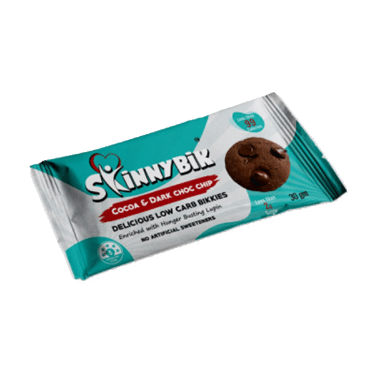 SKINNYBIK
COCOA & DARK CHOC CHIP
DELICIOUS LOW CARB BIKKIES
Enriched with Hunger Busting Lupin
NO ARTIFICIAL SWEETENERS
99
30 gm